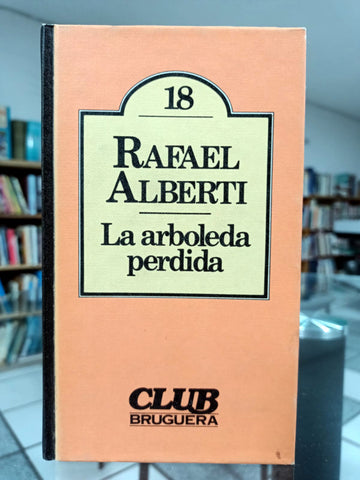 18
RAFAEL
ALBERTI
La arboleda
perdida
CLUB
BRUGUERA